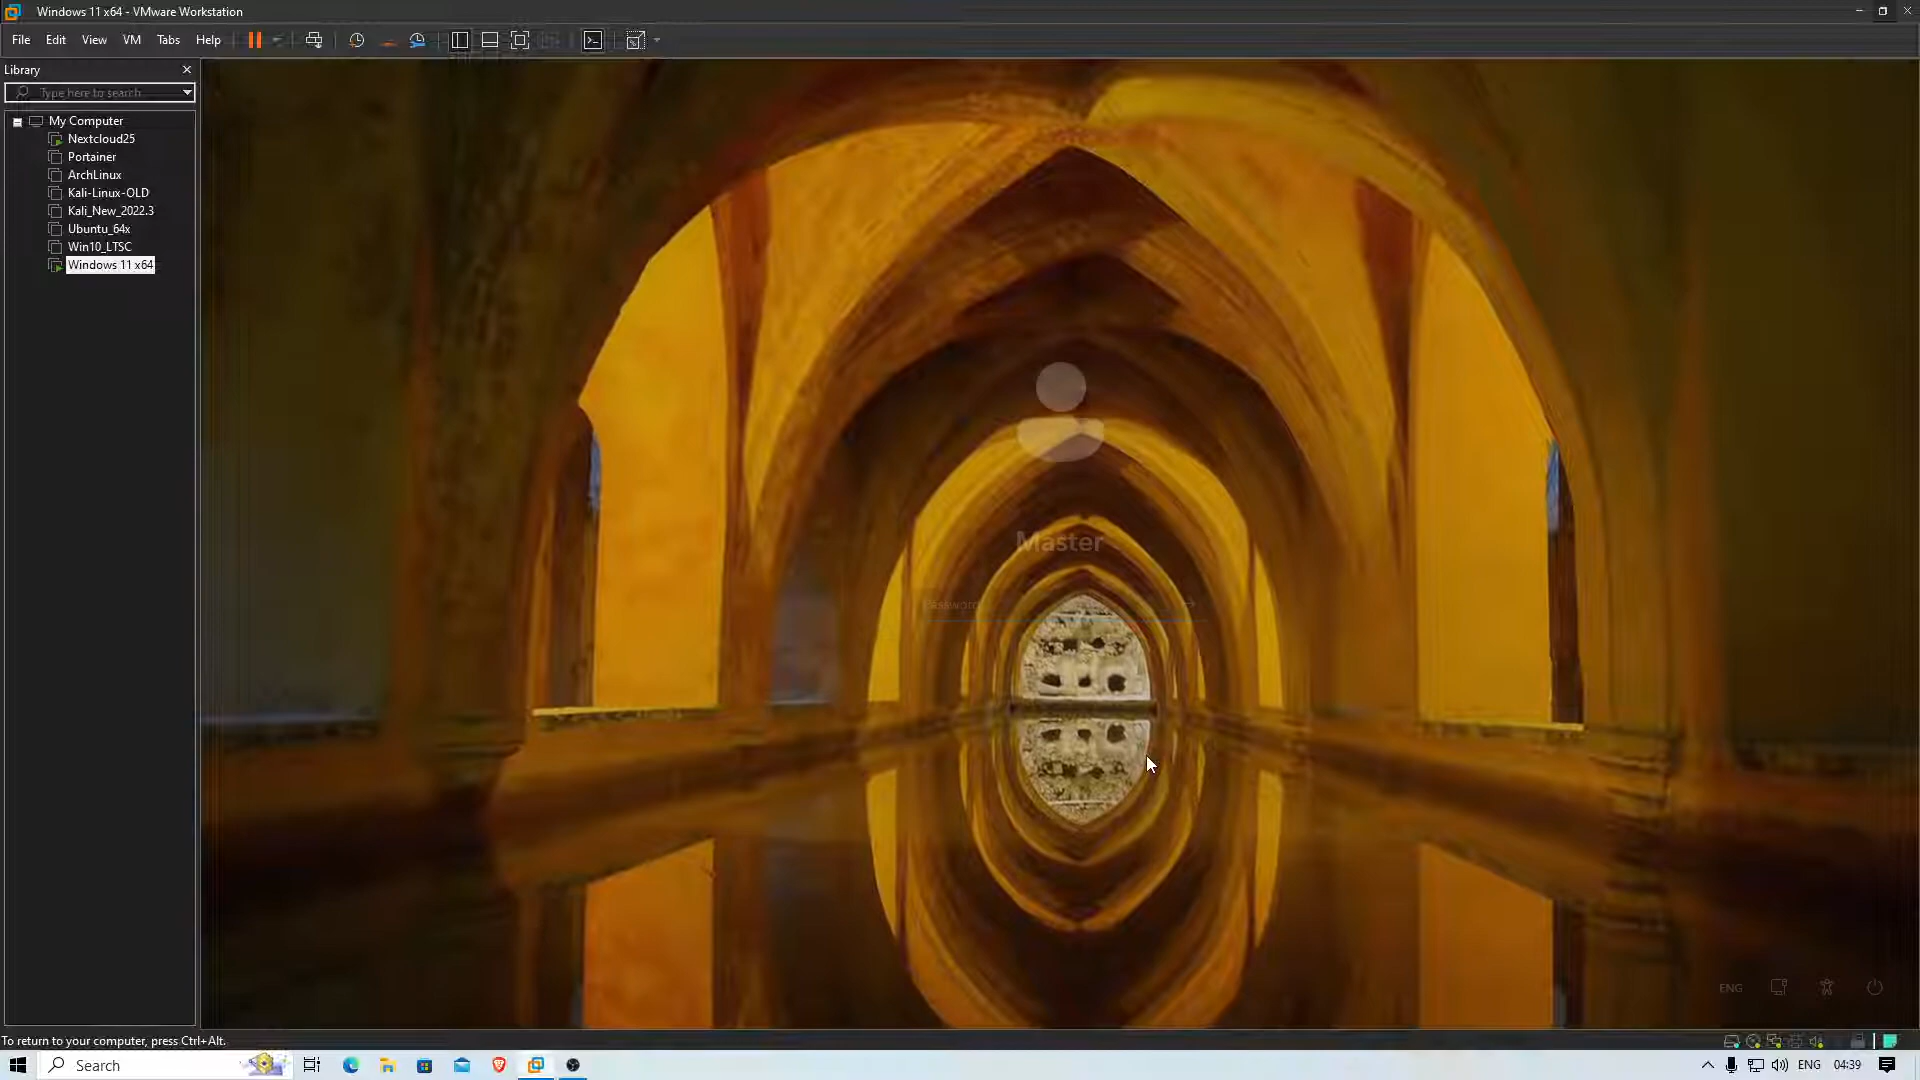 Windows 11 x64 - VMware Workstation
File Edit View VM Tabs Help
Library
Type here to search
My Computer
Nextcloud25
Portainer
ArchLinux
Kali-Linux-OLD
Kali_New_2022.3
Ubuntu_64x
Win10_LTSC
Windows 11 x64
Master
Password
ENG
To return to your computer, press Ctrl+Alt.
Search
ENG 04:39